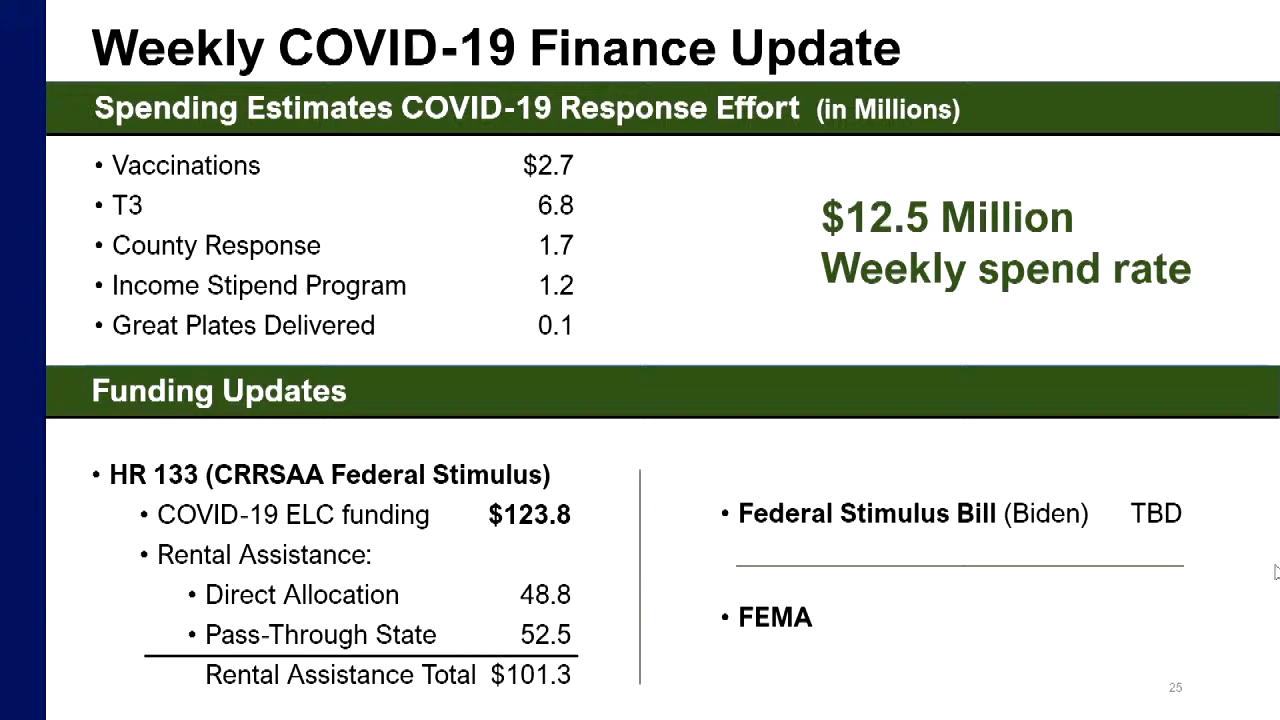 Weekly COVID-19 Finance Update
Spending Estimates COVID-19 Response Effort (in Millions)
• Vaccinations $2.7
• T3 6.8
• County Response 1.7
• Income Stipend Program 1.2
• Great Plates Delivered 0.1
$12.5 Million
Weekly spend rate
Funding Updates
• HR 133 (CRRSAA Federal Stimulus)
• COVID-19 ELC funding $123.8
• Rental Assistance:
• Direct Allocation 48.8
• Pass-Through State 52.5
Rental Assistance Total $101.3
• Federal Stimulus Bill (Biden) TBD
• FEMA
25